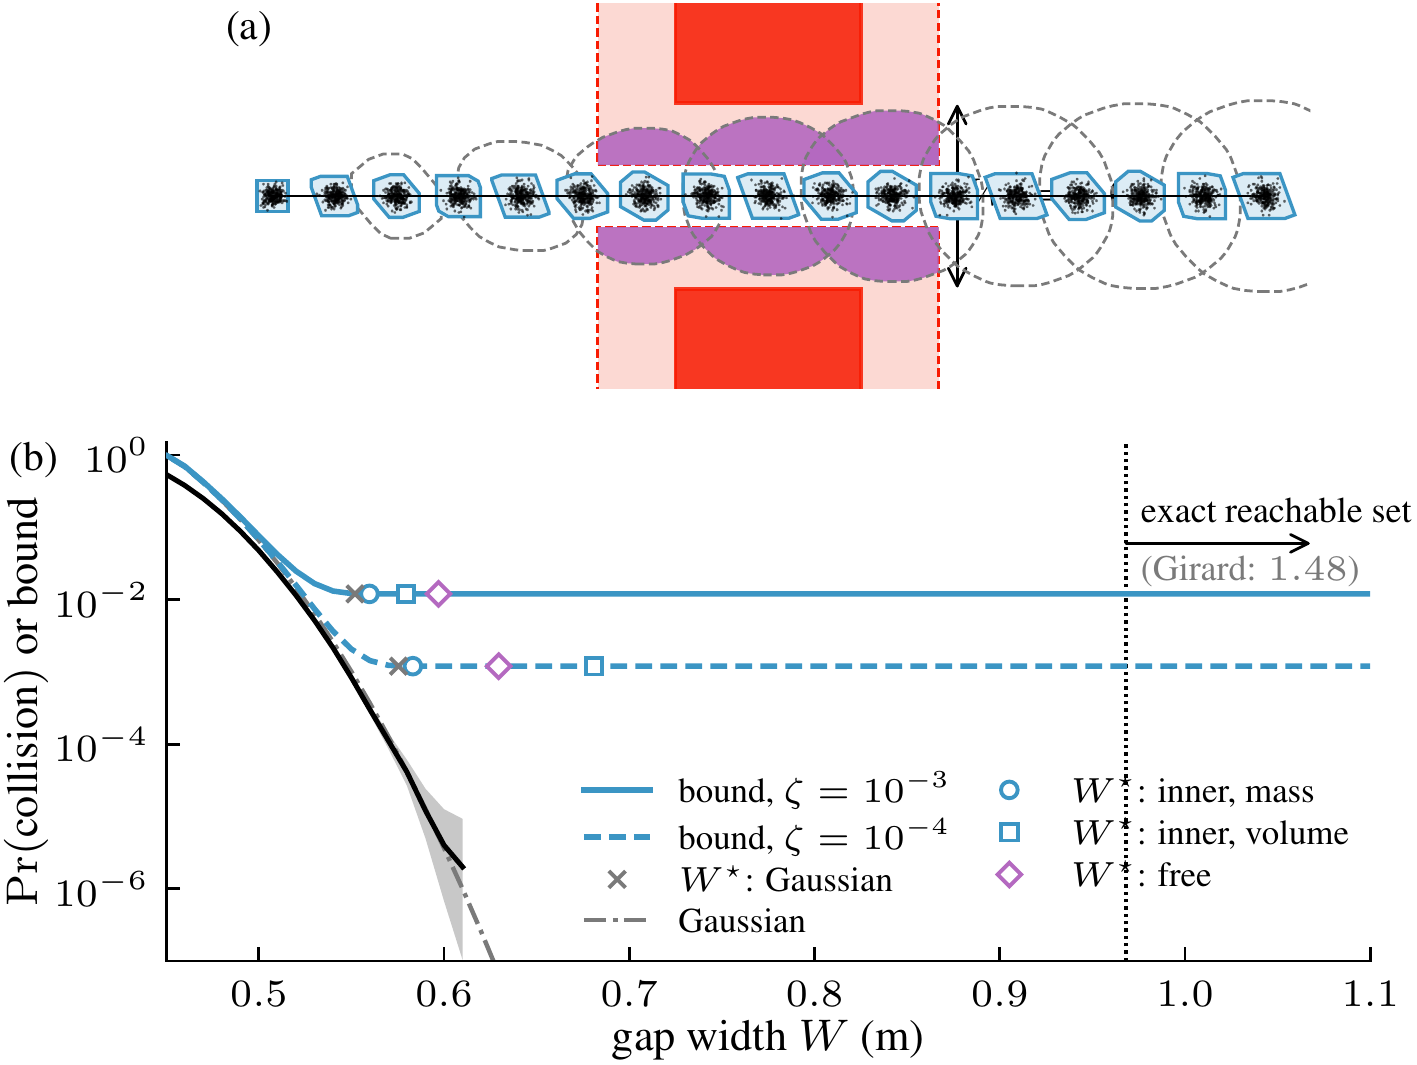 (a)
(b)
Pr(collision) or bound
10⁰
10⁻²
10⁻⁴
10⁻⁶
exact reachable set
(Girard: 1.48)
bound, ζ = 10⁻³
bound, ζ = 10⁻⁴
W⋆: Gaussian
Gaussian
W⋆: inner, mass
W⋆: inner, volume
W⋆: free
0.5 0.6 0.7 0.8 0.9 1.0 1.1
gap width W (m)